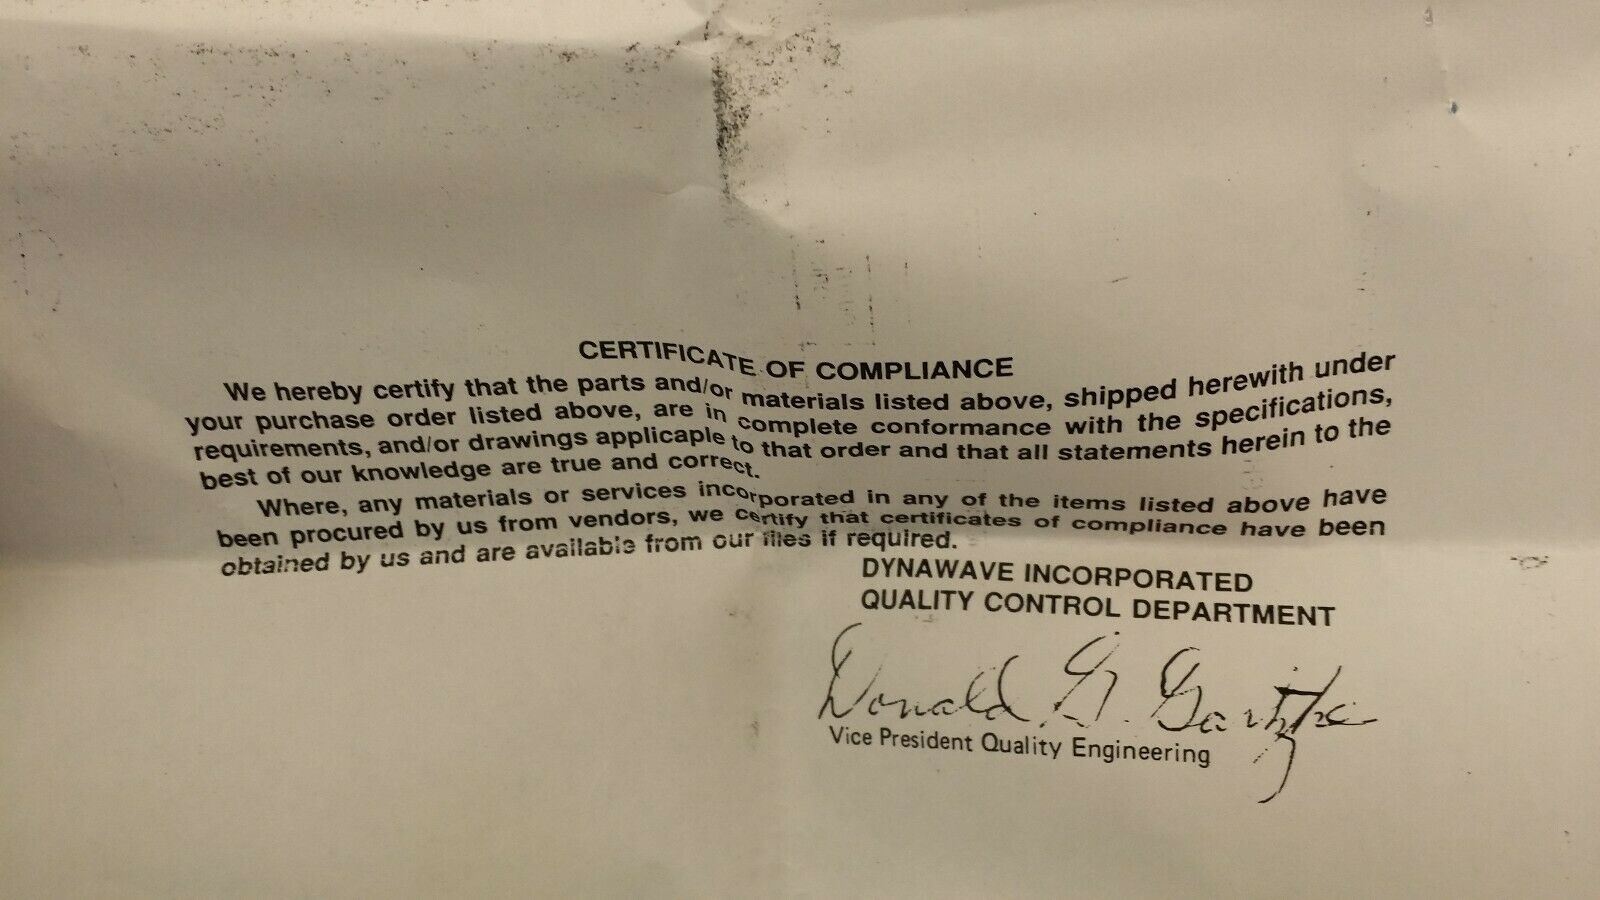 CERTIFICATE OF COMPLIANCE
We hereby certify that the parts and/or materials listed above, shipped herewith under
your purchase order listed above, are in complete conformance with the specifications,
requirements, and/or drawings applicaple to that order and that all statements herein to the
best of our knowledge are true and correct.
Where, any materials or services incorporated in any of the items listed above have
been procured by us from vendors, we certify that certificates of compliance have been
obtained by us and are available from our files if required.
DYNAWAVE INCORPORATED
QUALITY CONTROL DEPARTMENT
Donald G.
Vice President Quality Engineering